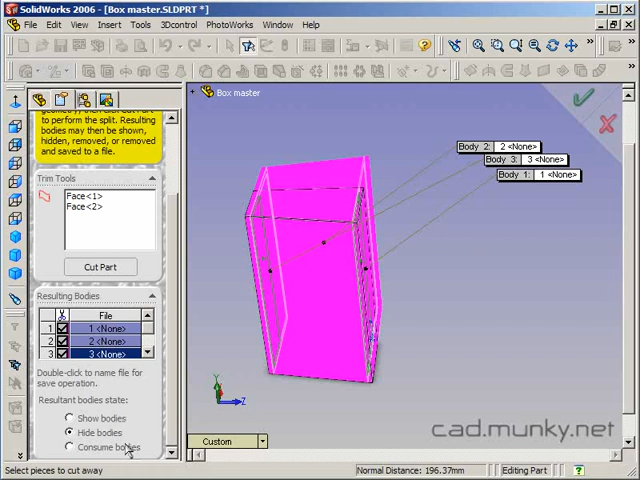 SolidWorks 2006 - [Box master.SLDPRT *]
File Edit View Insert Tools 3Dcontrol PhotoWorks Window Help
Box master
to perform the split. Resulting
bodies may then be shown,
hidden, removed, or removed
and saved to a file.
Trim Tools
Face<1>
Face<2>
Cut Part
Resulting Bodies
File
1 1 <None>
2 2 <None>
3 3 <None>
Double-click to name file for
save operation.
Resultant bodies state:
Show bodies
Hide bodies
Consume bodies
Body 2: 2 <None>
Body 3: 3 <None>
Body 1: 1 <None>
Y
Z
Custom
cad.munky.net
Select pieces to cut away
Normal Distance: 196.37mm
Editing Part
?